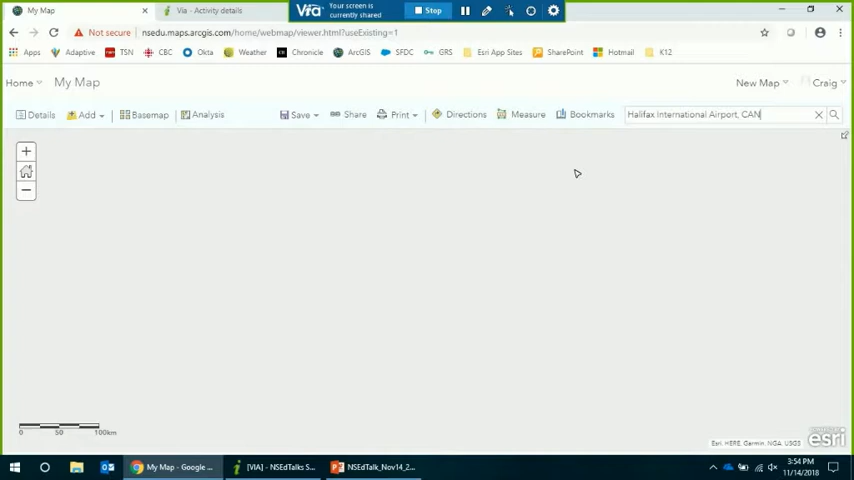 My Map
Via - Activity details
Via
Your screen is
currently shared
Stop
Not secure nsedu.maps.arcgis.com/home/webmap/viewer.html?useExisting=1
Apps Adaptive TSN CBC Okta Weather Chronicle ArcGIS SFDC GRS Esri App Sites SharePoint Hotmail K12
Home My Map New Map Craig
Details Add Basemap Analysis Save Share Print Directions Measure Bookmarks Halifax International Airport, CAN
+
−
0 50 100km
Esri, HERE, Garmin, NGA, USGS
esri
My Map - Google ... [VIA] - NSEdTalks S... NSEdTalk_Nov14_2...
3:54 PM
11/14/2018